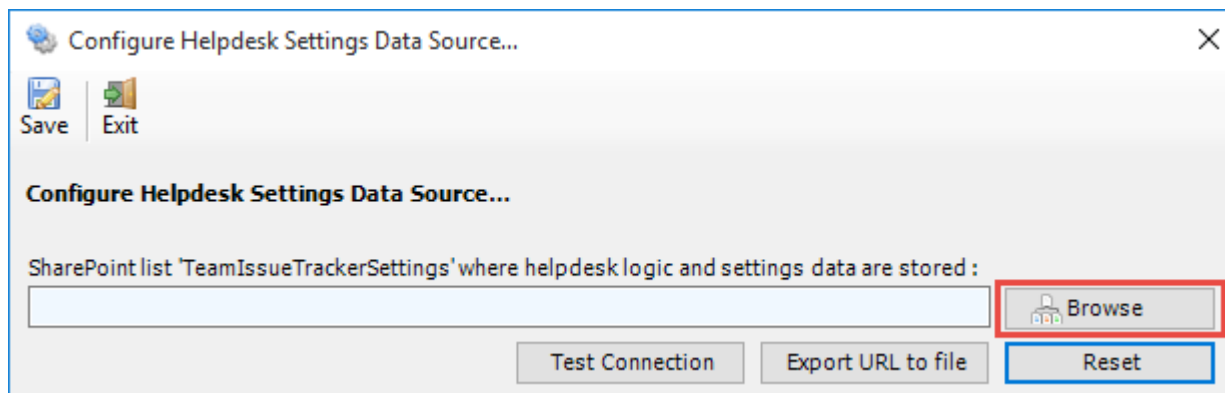 Configure Helpdesk Settings Data Source...
Save Exit
Configure Helpdesk Settings Data Source...
SharePoint list 'TeamIssueTrackerSettings' where helpdesk logic and settings data are stored :
Browse
Test Connection Export URL to file Reset